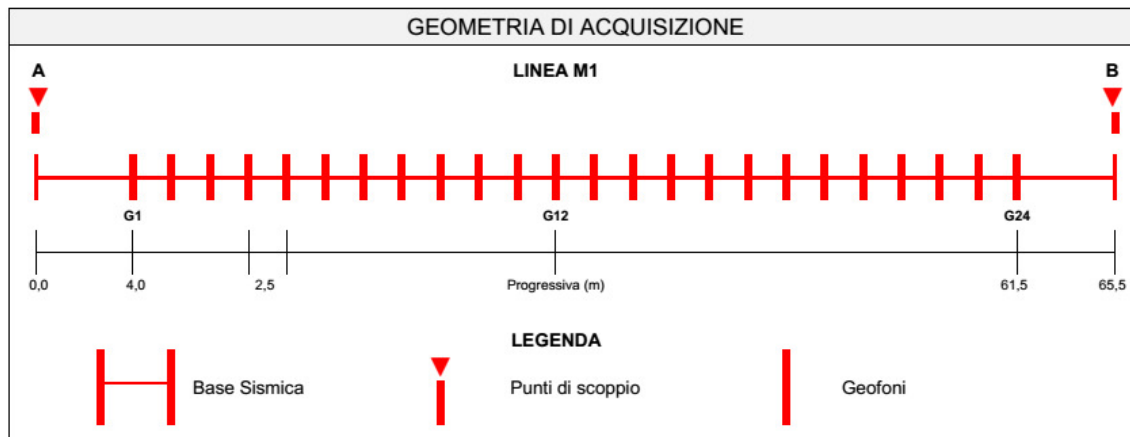 GEOMETRIA DI ACQUISIZIONE
LINEA M1
A
B
G1
G12
G24
0,0
4,0
2,5
Progressiva (m)
61,5
65,5
LEGENDA
Base Sismica
Punti di scoppio
Geofoni